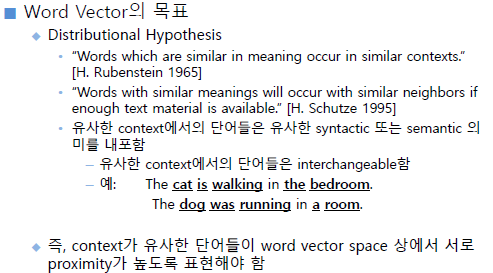 Word Vector의 목표
Distributional Hypothesis
“Words which are similar in meaning occur in similar contexts.“
[H. Rubenstein 1965]
“Words with similar meanings will occur with similar neighbors if
enough text material is available.” [H. Schutze 1995]
유사한 context에서의 단어들은 유사한 syntactic 또는 semantic 의
미를 내포함
– 유사한 context에서의 단어들은 interchangeable함
– 예: The cat is walking in the bedroom.
The dog was running in a room.
즉, context가 유사한 단어들이 word vector space 상에서 서로
proximity가 높도록 표현해야 함